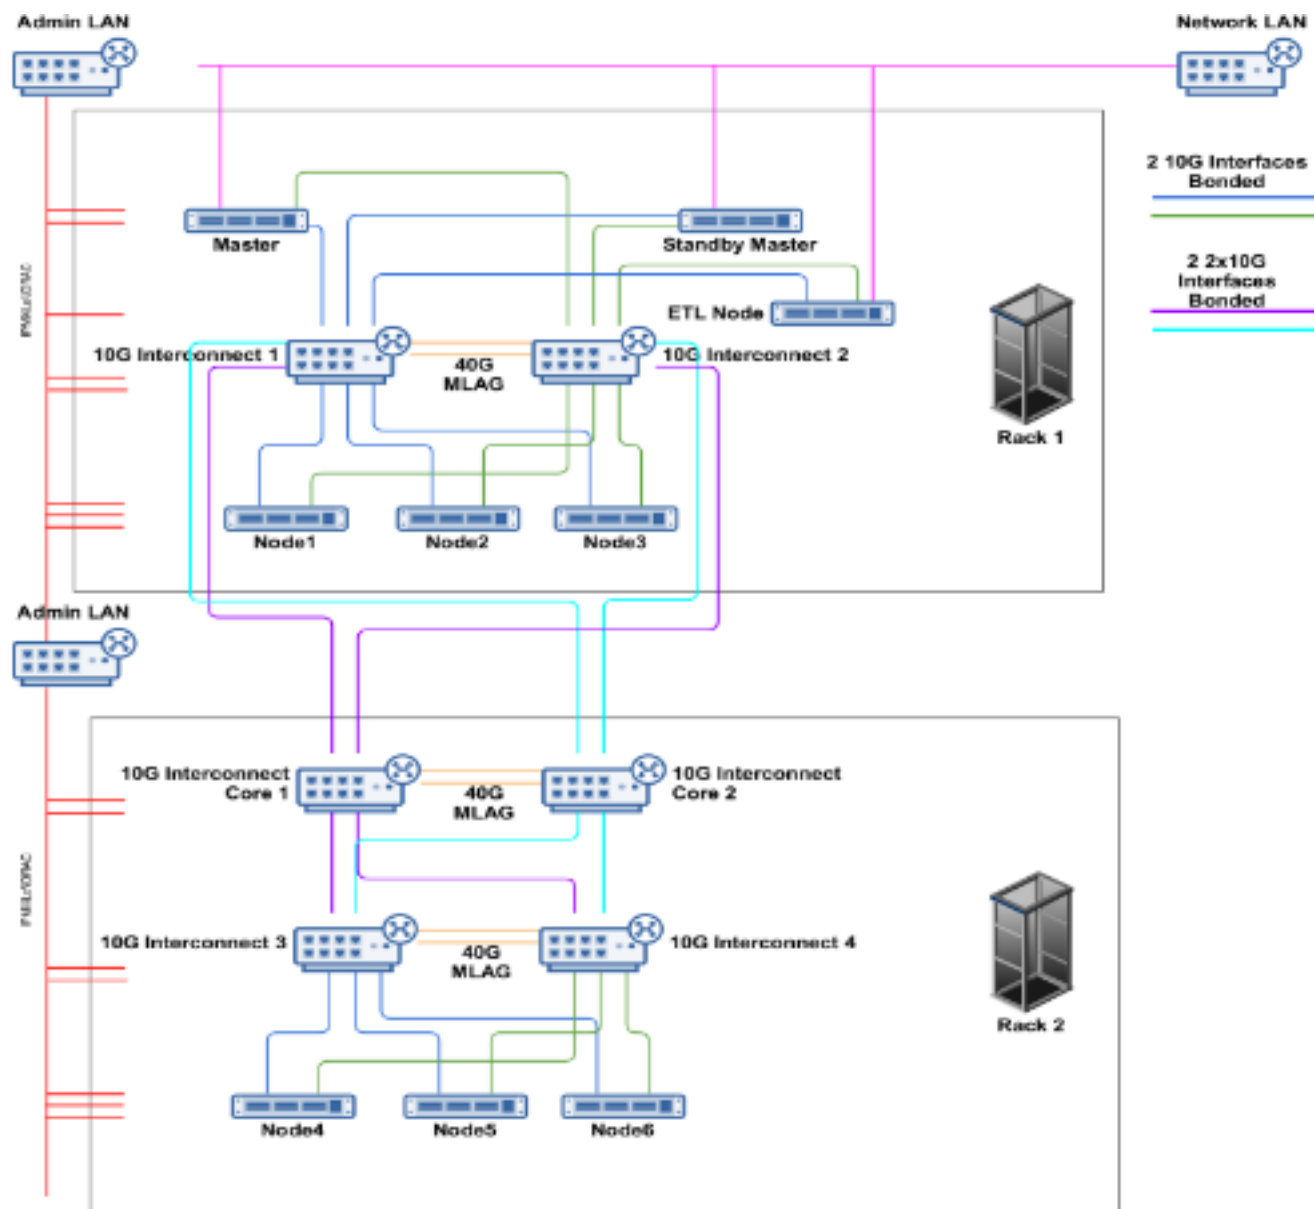 Admin LAN
Network LAN
2 10G Interfaces
Bonded
Master
Standby Master
2 2x10G
Interfaces
Bonded
ETL Node
10G Interconnect 1
40G
MLAG
10G Interconnect 2
Rack 1
Node1
Node2
Node3
Admin LAN
10G Interconnect
Core 1
40G
MLAG
10G Interconnect
Core 2
10G Interconnect 3
40G
MLAG
10G Interconnect 4
Rack 2
Node4
Node5
Node6